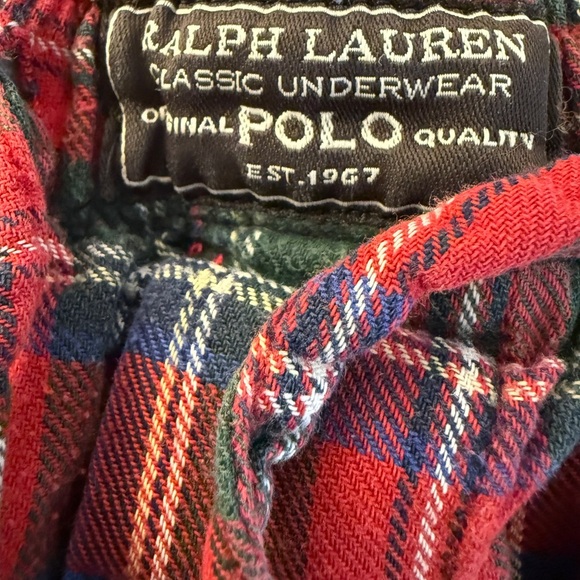 RALPH LAUREN
CLASSIC UNDERWEAR
ORIGINAL POLO QUALITY
EST. 1967